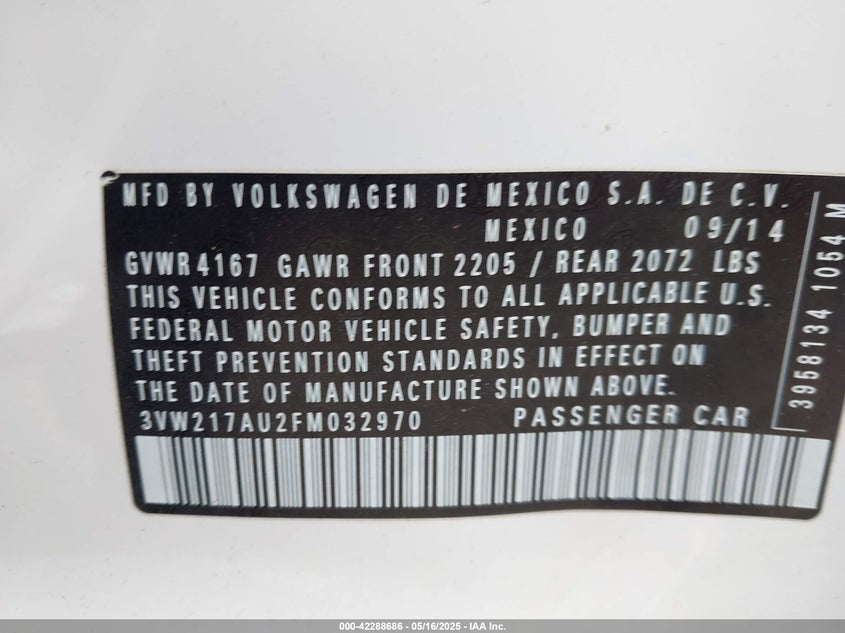 MFD BY VOLKSWAGEN DE MEXICO S.A. DE C.V.
MEXICO 09/14
GVWR 4167 GAWR FRONT 2205 / REAR 2072 LBS
THIS VEHICLE CONFORMS TO ALL APPLICABLE U.S.
FEDERAL MOTOR VEHICLE SAFETY, BUMPER AND
THEFT PREVENTION STANDARDS IN EFFECT ON
THE DATE OF MANUFACTURE SHOWN ABOVE.
3VW217AU2FM032970 PASSENGER CAR
3958134 1054 M
000-42288686 - 05/16/2025 - IAA Inc.